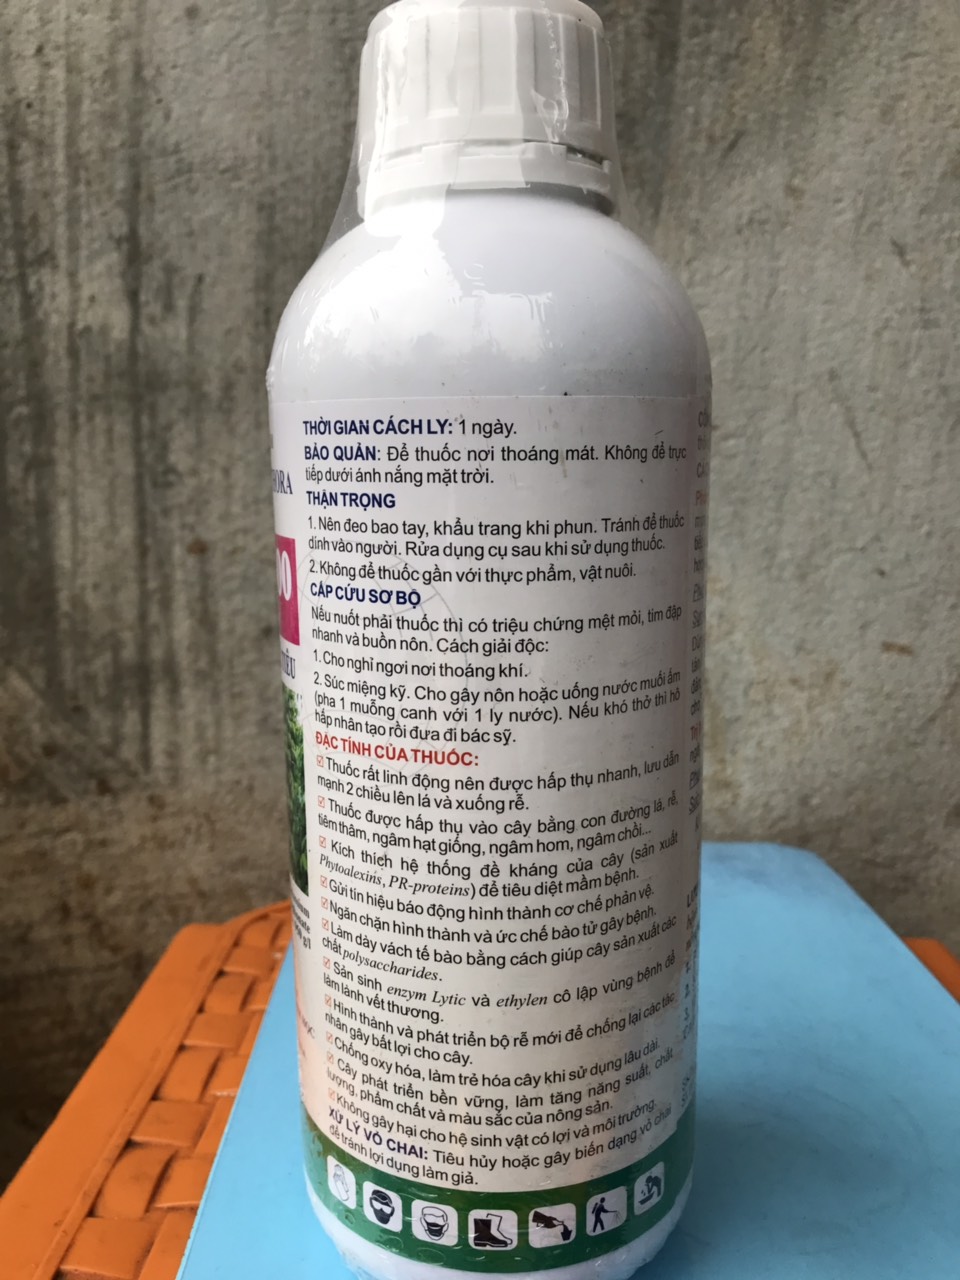 THỜI GIAN CÁCH LY: 1 ngày.
BẢO QUẢN: Để thuốc nơi thoáng mát. Không để trực
tiếp dưới ánh nắng mặt trời.
THẬN TRỌNG
1. Nên đeo bao tay, khẩu trang khi phun. Tránh để thuốc
dính vào người. Rửa dụng cụ sau khi sử dụng thuốc.
2. Không để thuốc gần với thực phẩm, vật nuôi.
CẤP CỨU SƠ BỘ
Nếu nuốt phải thuốc thì có triệu chứng mệt mỏi, tim đập
nhanh và buồn nôn. Cách giải độc:
1. Cho nghỉ ngơi nơi thoáng khí.
2. Súc miệng kỹ. Cho gây nôn hoặc uống nước muối ấm
(pha 1 muỗng canh với 1 ly nước). Nếu khó thở thì hô
hấp nhân tạo rồi đưa đi bác sỹ.
ĐẶC TÍNH CỦA THUỐC:
Thuốc rất linh động nên được hấp thụ nhanh, lưu dẫn
mạnh 2 chiều lên lá và xuống rễ.
Thuốc được hấp thụ vào cây bằng con đường lá, rễ,
tiêm thân, ngâm hạt giống, ngâm hom, ngâm chồi...
Kích thích hệ thống đề kháng của cây (sản xuất
Phytoalexins, PR-proteins) để tiêu diệt mầm bệnh.
Gửi tín hiệu báo động hình thành cơ chế phản vệ.
Ngăn chặn hình thành và ức chế bào tử gây bệnh.
Làm dày vách tế bào bằng cách giúp cây sản xuất các
chất polysaccharides.
Sản sinh enzym Lytic và ethylen cô lập vùng bệnh để
làm lành vết thương.
Hình thành và phát triển bộ rễ mới để chống lại các tác
nhân gây bất lợi cho cây.
Chống oxy hóa, làm trẻ hóa cây khi sử dụng lâu dài.
Cây phát triển bền vững, làm tăng năng suất, chất
lượng, phẩm chất và màu sắc của nông sản.
Không gây hại cho hệ sinh vật có lợi và môi trường.
XỬ LÝ VỎ CHAI: Tiêu hủy hoặc gây biến dạng vỏ chai
để tránh lợi dụng làm giả.